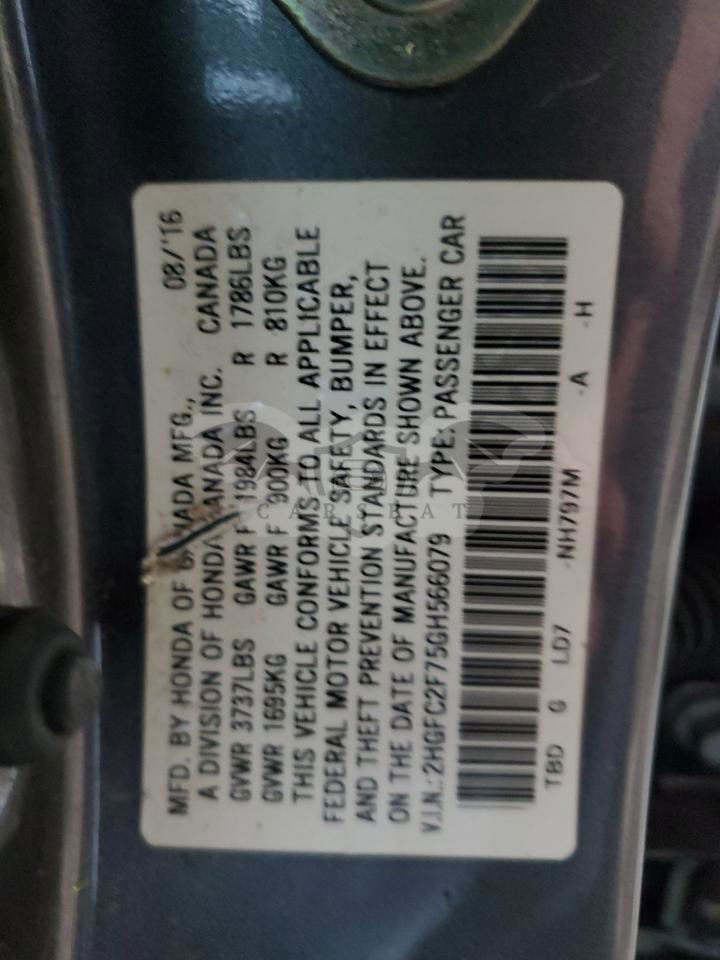 MFD. BY HONDA OF CANADA MFG., 08/'16
A DIVISION OF HONDA CANADA INC. CANADA
GVWR 3737LBS GAWR F 1984LBS R 1786LBS
GVWR 1695KG GAWR F 900KG R 810KG
THIS VEHICLE CONFORMS TO ALL APPLICABLE
FEDERAL MOTOR VEHICLE SAFETY, BUMPER,
AND THEFT PREVENTION STANDARDS IN EFFECT
ON THE DATE OF MANUFACTURE SHOWN ABOVE.
V.I.N.: 2HGFC2F75GH566079 TYPE: PASSENGER CAR
TBD G LD7 -NH797M -A -H
CARSBAT